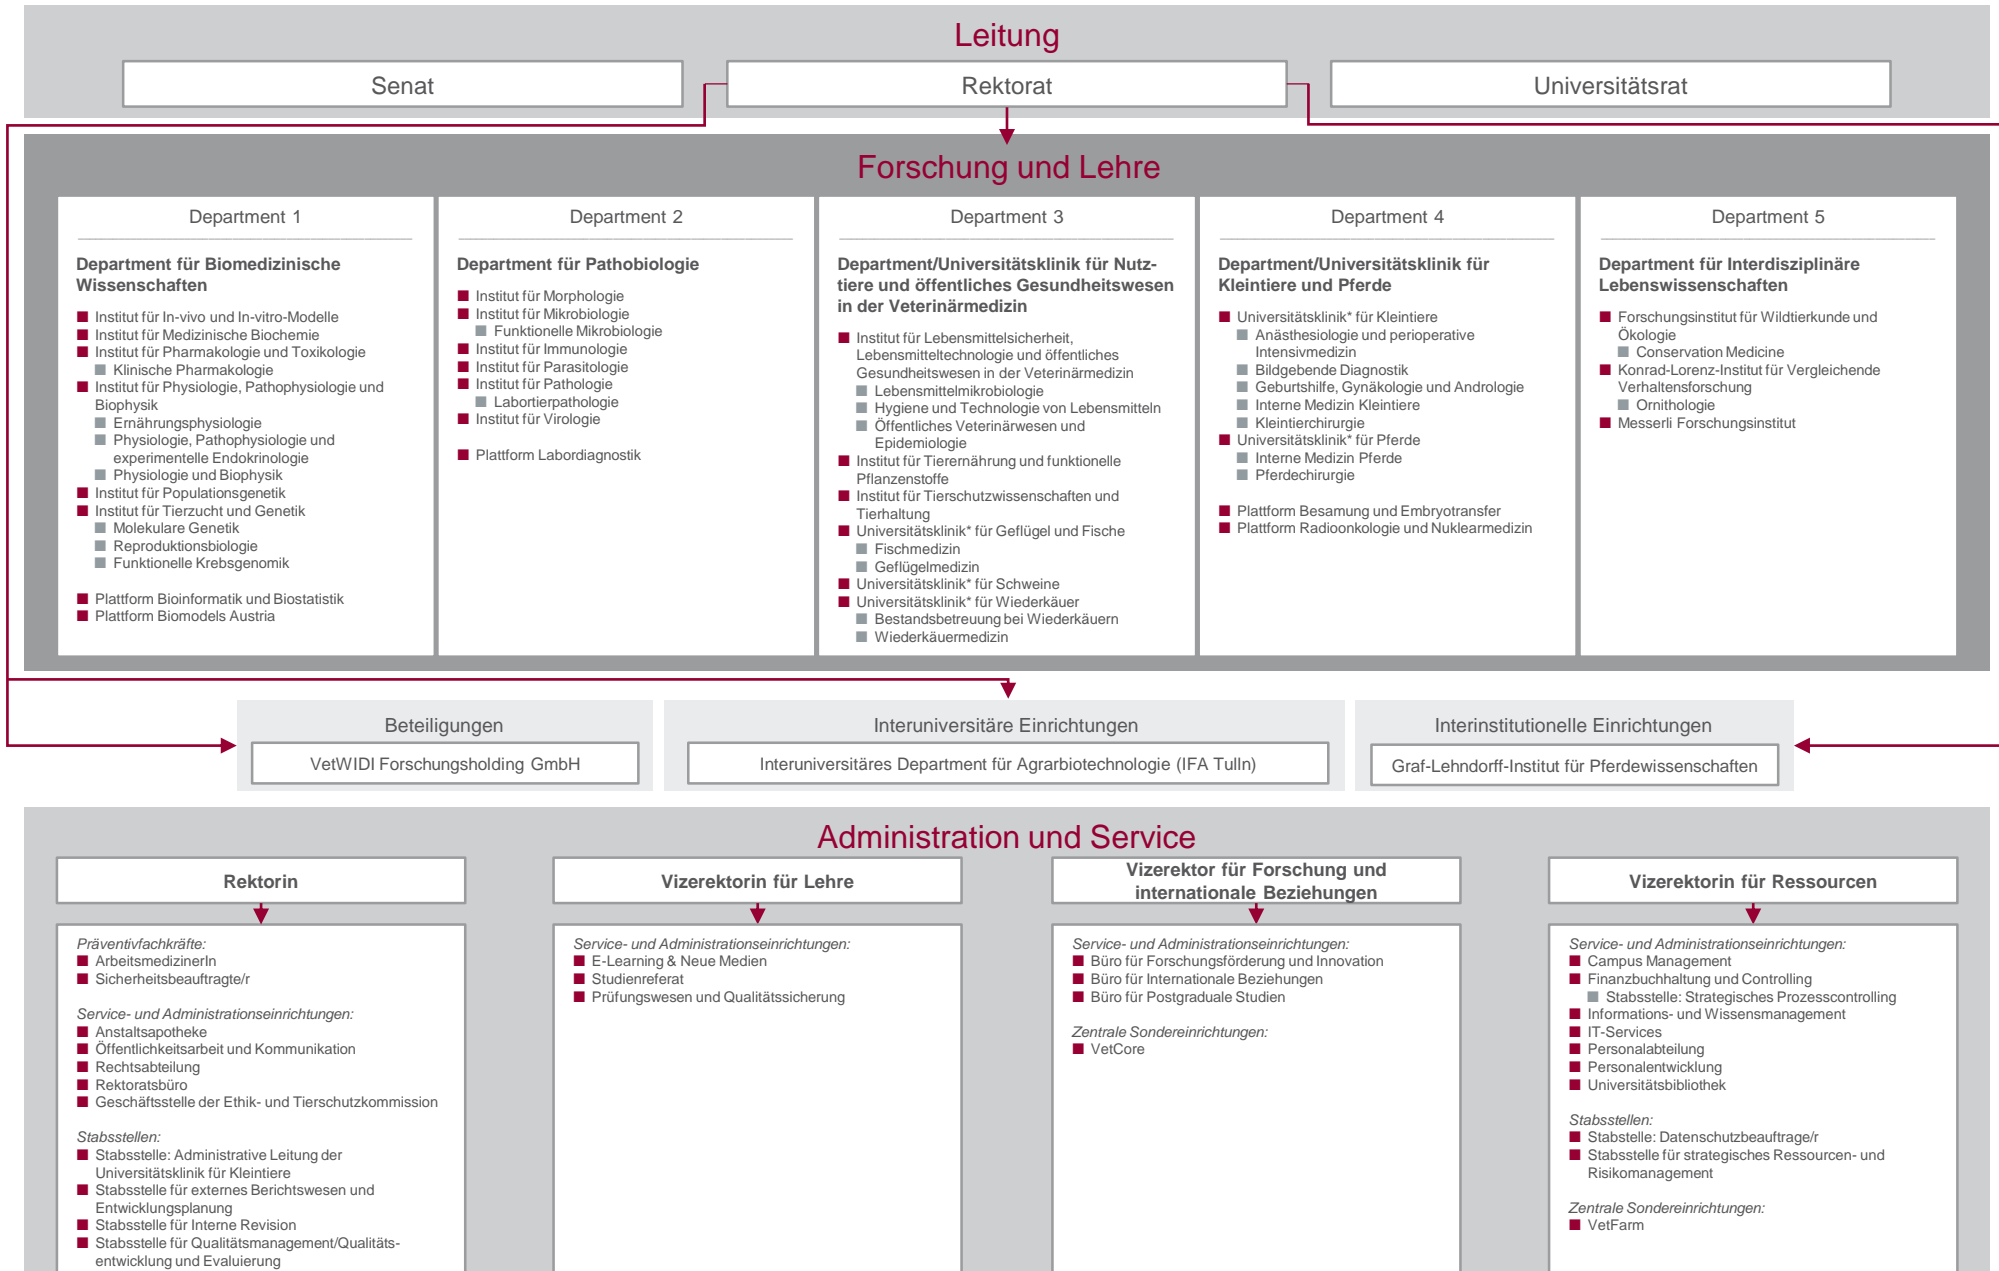 Leitung
Senat
Rektorat
Universitätsrat
Forschung und Lehre
Department 1
Department für Biomedizinische
Wissenschaften
Institut für In-vivo und In-vitro-Modelle
Institut für Medizinische Biochemie
Institut für Pharmakologie und Toxikologie
Klinische Pharmakologie
Institut für Physiologie, Pathophysiologie und
Biophysik
Ernährungsphysiologie
Physiologie, Pathophysiologie und
experimentelle Endokrinologie
Physiologie und Biophysik
Institut für Populationsgenetik
Institut für Tierzucht und Genetik
Molekulare Genetik
Reproduktionsbiologie
Funktionelle Krebsgenomik
Plattform Bioinformatik und Biostatistik
Plattform Biomodels Austria
Department 2
Department für Pathobiologie
Institut für Morphologie
Institut für Mikrobiologie
Funktionelle Mikrobiologie
Institut für Immunologie
Institut für Parasitologie
Institut für Pathologie
Labortierpathologie
Institut für Virologie
Plattform Labordiagnostik
Department 3
Department/Universitätsklinik für Nutz-
tiere und öffentliches Gesundheitswesen
in der Veterinärmedizin
Institut für Lebensmittelsicherheit,
Lebensmitteltechnologie und öffentliches
Gesundheitswesen in der Veterinärmedizin
Lebensmittelmikrobiologie
Hygiene und Technologie von Lebensmitteln
Öffentliches Veterinärwesen und
Epidemiologie
Institut für Tierernährung und funktionelle
Pflanzenstoffe
Institut für Tierschutzwissenschaften und
Tierhaltung
Universitätsklinik* für Geflügel und Fische
Fischmedizin
Geflügelmedizin
Universitätsklinik* für Schweine
Universitätsklinik* für Wiederkäuer
Bestandsbetreuung bei Wiederkäuern
Wiederkäuermedizin
Department 4
Department/Universitätsklinik für
Kleintiere und Pferde
Universitätsklinik* für Kleintiere
Anästhesiologie und perioperative
Intensivmedizin
Bildgebende Diagnostik
Geburtshilfe, Gynäkologie und Andrologie
Interne Medizin Kleintiere
Kleintierchirurgie
Universitätsklinik* für Pferde
Interne Medizin Pferde
Pferdechirurgie
Plattform Besamung und Embryotransfer
Plattform Radioonkologie und Nuklearmedizin
Department 5
Department für Interdisziplinäre
Lebenswissenschaften
Forschungsinstitut für Wildtierkunde und
Ökologie
Conservation Medicine
Konrad-Lorenz-Institut für Vergleichende
Verhaltensforschung
Ornithologie
Messerli Forschungsinstitut
Beteiligungen
VetWIDI Forschungsholding GmbH
Interuniversitäre Einrichtungen
Interuniversitäres Department für Agrarbiotechnologie (IFA Tulln)
Interinstitutionelle Einrichtungen
Graf-Lehndorff-Institut für Pferdewissenschaften
Administration und Service
Rektorin
Präventivfachkräfte:
ArbeitsmedizinerIn
Sicherheitsbeauftragte/r
Service- und Administrationseinrichtungen:
Anstaltsapotheke
Öffentlichkeitsarbeit und Kommunikation
Rechtsabteilung
Rektoratsbüro
Geschäftsstelle der Ethik- und Tierschutzkommission
Stabsstellen:
Stabsstelle: Administrative Leitung der
Universitätsklinik für Kleintiere
Stabsstelle für externes Berichtswesen und
Entwicklungsplanung
Stabsstelle für Interne Revision
Stabsstelle für Qualitätsmanagement/Qualitäts-
entwicklung und Evaluierung
Vizerektorin für Lehre
Service- und Administrationseinrichtungen:
E-Learning & Neue Medien
Studienreferat
Prüfungswesen und Qualitätssicherung
Vizerektor für Forschung und
internationale Beziehungen
Service- und Administrationseinrichtungen:
Büro für Forschungsförderung und Innovation
Büro für Internationale Beziehungen
Büro für Postgraduale Studien
Zentrale Sondereinrichtungen:
VetCore
Vizerektorin für Ressourcen
Service- und Administrationseinrichtungen:
Campus Management
Finanzbuchhaltung und Controlling
Stabsstelle: Strategisches Prozesscontrolling
Informations- und Wissensmanagement
IT-Services
Personalabteilung
Personalentwicklung
Universitätsbibliothek
Stabsstellen:
Stabstelle: Datenschutzbeauftrage/r
Stabsstelle für strategisches Ressourcen- und
Risikomanagement
Zentrale Sondereinrichtungen:
VetFarm